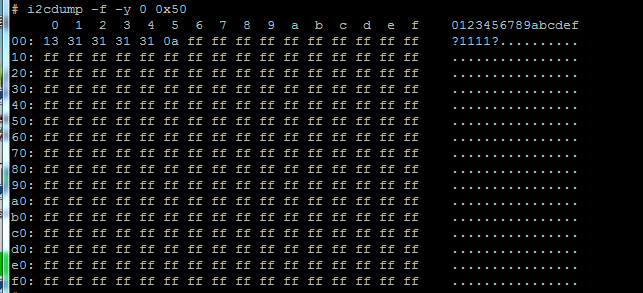 # i2cdump -f -y 0 0x50
     0  1  2  3  4  5  6  7  8  9  a  b  c  d  e  f    0123456789abcdef
00: 13 31 31 31 31 0a ff ff ff ff ff ff ff ff ff ff    ?1111?..........
10: ff ff ff ff ff ff ff ff ff ff ff ff ff ff ff ff    ................
20: ff ff ff ff ff ff ff ff ff ff ff ff ff ff ff ff    ................
30: ff ff ff ff ff ff ff ff ff ff ff ff ff ff ff ff    ................
40: ff ff ff ff ff ff ff ff ff ff ff ff ff ff ff ff    ................
50: ff ff ff ff ff ff ff ff ff ff ff ff ff ff ff ff    ................
60: ff ff ff ff ff ff ff ff ff ff ff ff ff ff ff ff    ................
70: ff ff ff ff ff ff ff ff ff ff ff ff ff ff ff ff    ................
80: ff ff ff ff ff ff ff ff ff ff ff ff ff ff ff ff    ................
90: ff ff ff ff ff ff ff ff ff ff ff ff ff ff ff ff    ................
a0: ff ff ff ff ff ff ff ff ff ff ff ff ff ff ff ff    ................
b0: ff ff ff ff ff ff ff ff ff ff ff ff ff ff ff ff    ................
c0: ff ff ff ff ff ff ff ff ff ff ff ff ff ff ff ff    ................
d0: ff ff ff ff ff ff ff ff ff ff ff ff ff ff ff ff    ................
e0: ff ff ff ff ff ff ff ff ff ff ff ff ff ff ff ff    ................
f0: ff ff ff ff ff ff ff ff ff ff ff ff ff ff ff ff    ................